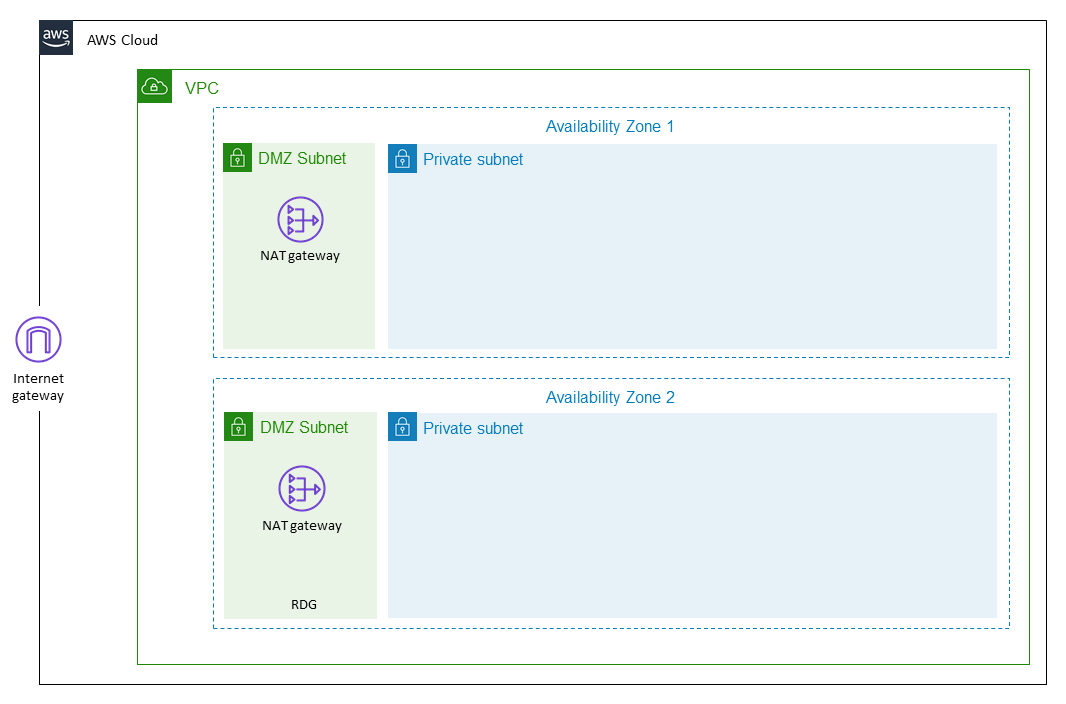 aws
AWS Cloud
VPC
Availability Zone 1
DMZ Subnet
Private subnet
NAT gateway
Internet
gateway
Availability Zone 2
DMZ Subnet
Private subnet
NAT gateway
RDG